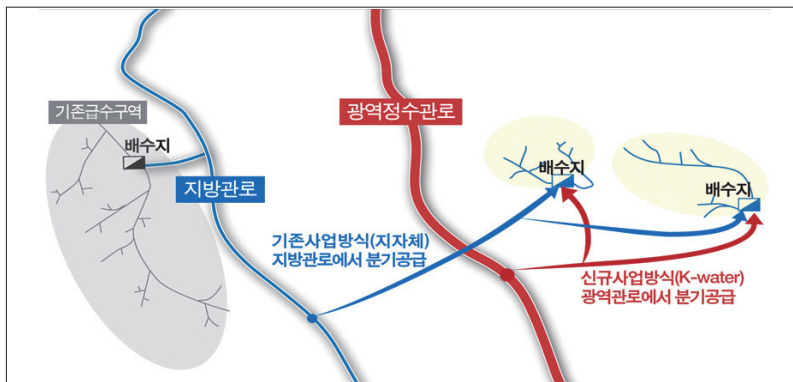 기존급수구역
배수지
지방관로
광역정수관로
배수지
배수지
기존사업방식(지자체)
지방관로에서 분기공급
신규사업방식(K-water)
광역관로에서 분기공급